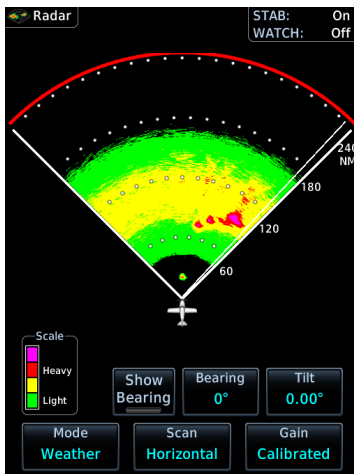 Radar
STAB: On
WATCH: Off
240
NM
180
120
60
Scale
Heavy
Light
Show
Bearing
Bearing
0°
Tilt
0.00°
Mode
Weather
Scan
Horizontal
Gain
Calibrated